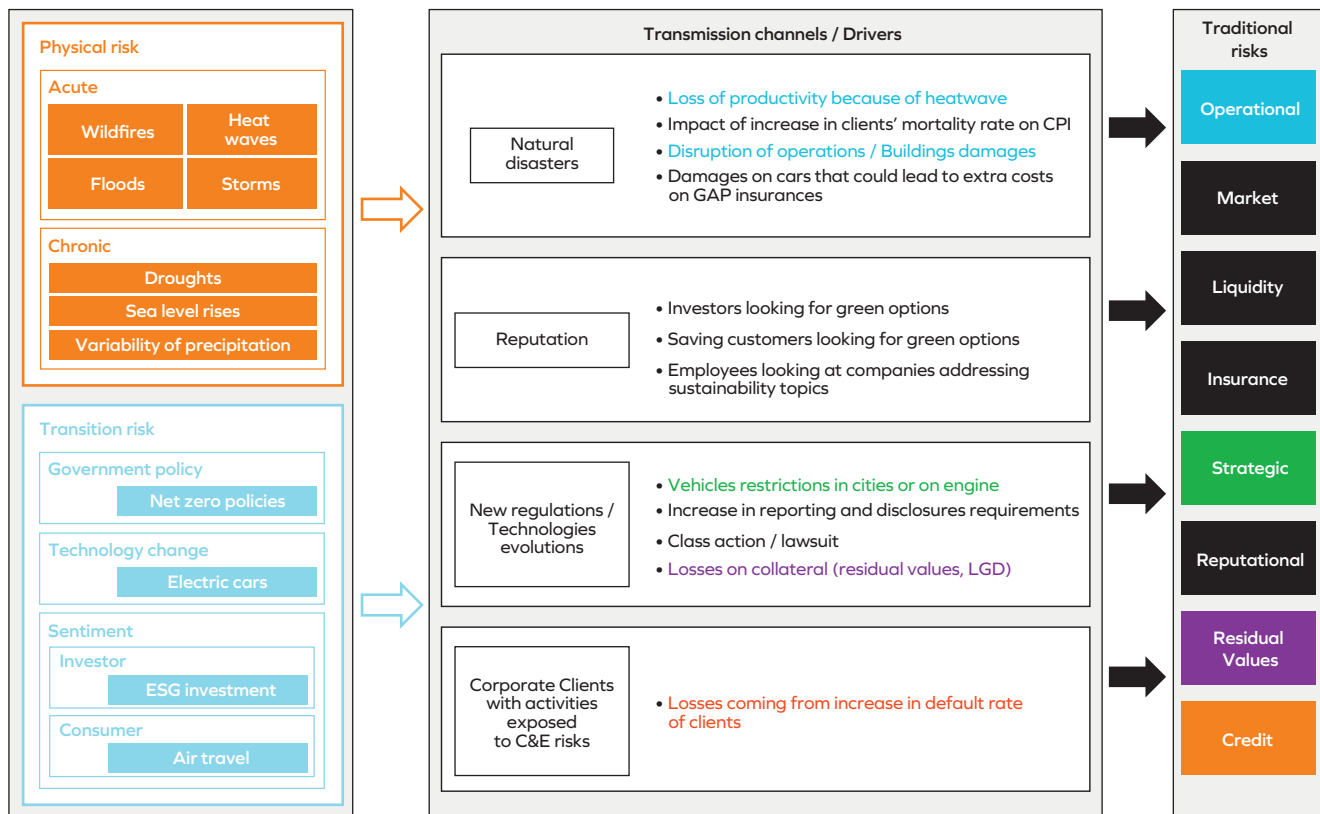 Physical risk
Acute
Wildfires
Heat
waves
Floods
Storms
Chronic
Droughts
Sea level rises
Variability of precipitation
Transition risk
Government policy
Net zero policies
Technology change
Electric cars
Sentiment
Investor
ESG investment
Consumer
Air travel
Transmission channels / Drivers
Natural
disasters
• Loss of productivity because of heatwave
• Impact of increase in clients' mortality rate on CPI
• Disruption of operations / Buildings damages
• Damages on cars that could lead to extra costs
on GAP insurances
Reputation
• Investors looking for green options
• Saving customers looking for green options
• Employees looking at companies addressing
sustainability topics
New regulations /
Technologies
evolutions
• Vehicles restrictions in cities or on engine
• Increase in reporting and disclosures requirements
• Class action / lawsuit
• Losses on collateral (residual values, LGD)
Corporate Clients
with activities
exposed
to C&E risks
• Losses coming from increase in default rate
of clients
Traditional
risks
Operational
Market
Liquidity
Insurance
Strategic
Reputational
Residual
Values
Credit